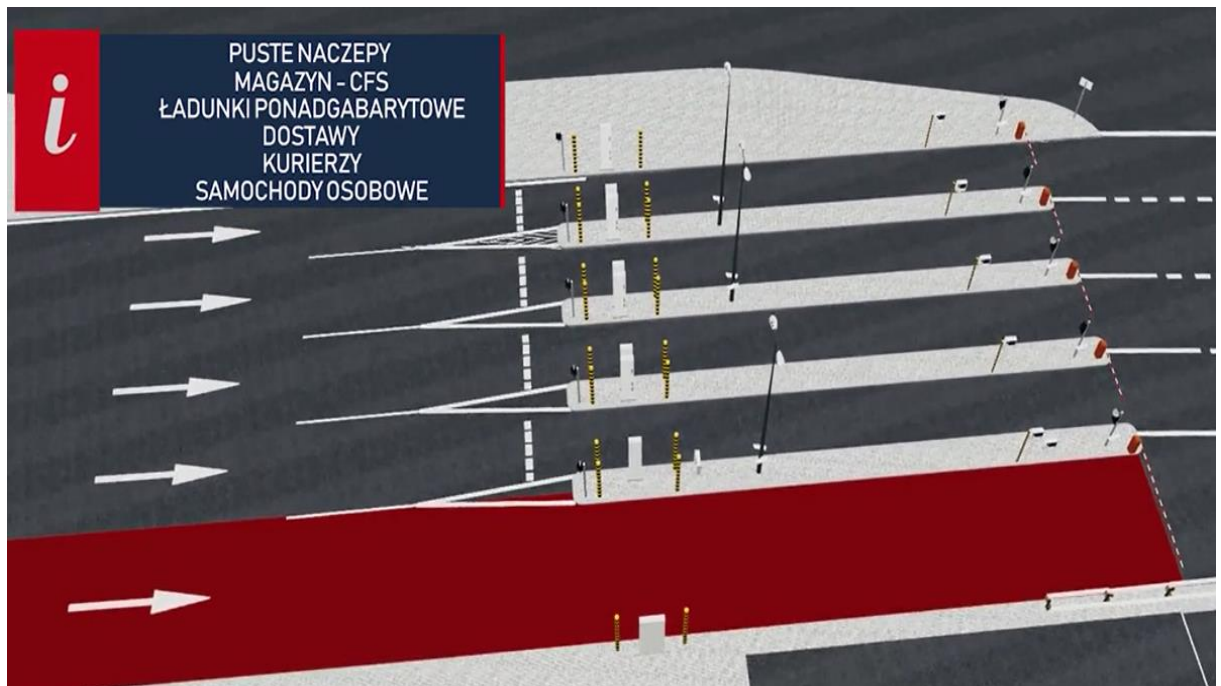 i
PUSTE NACZEPY
MAGAZYN - CFS
ŁADUNKI PONADGABARYTOWE
DOSTAWY
KURIERZY
SAMOCHODY OSOBOWE